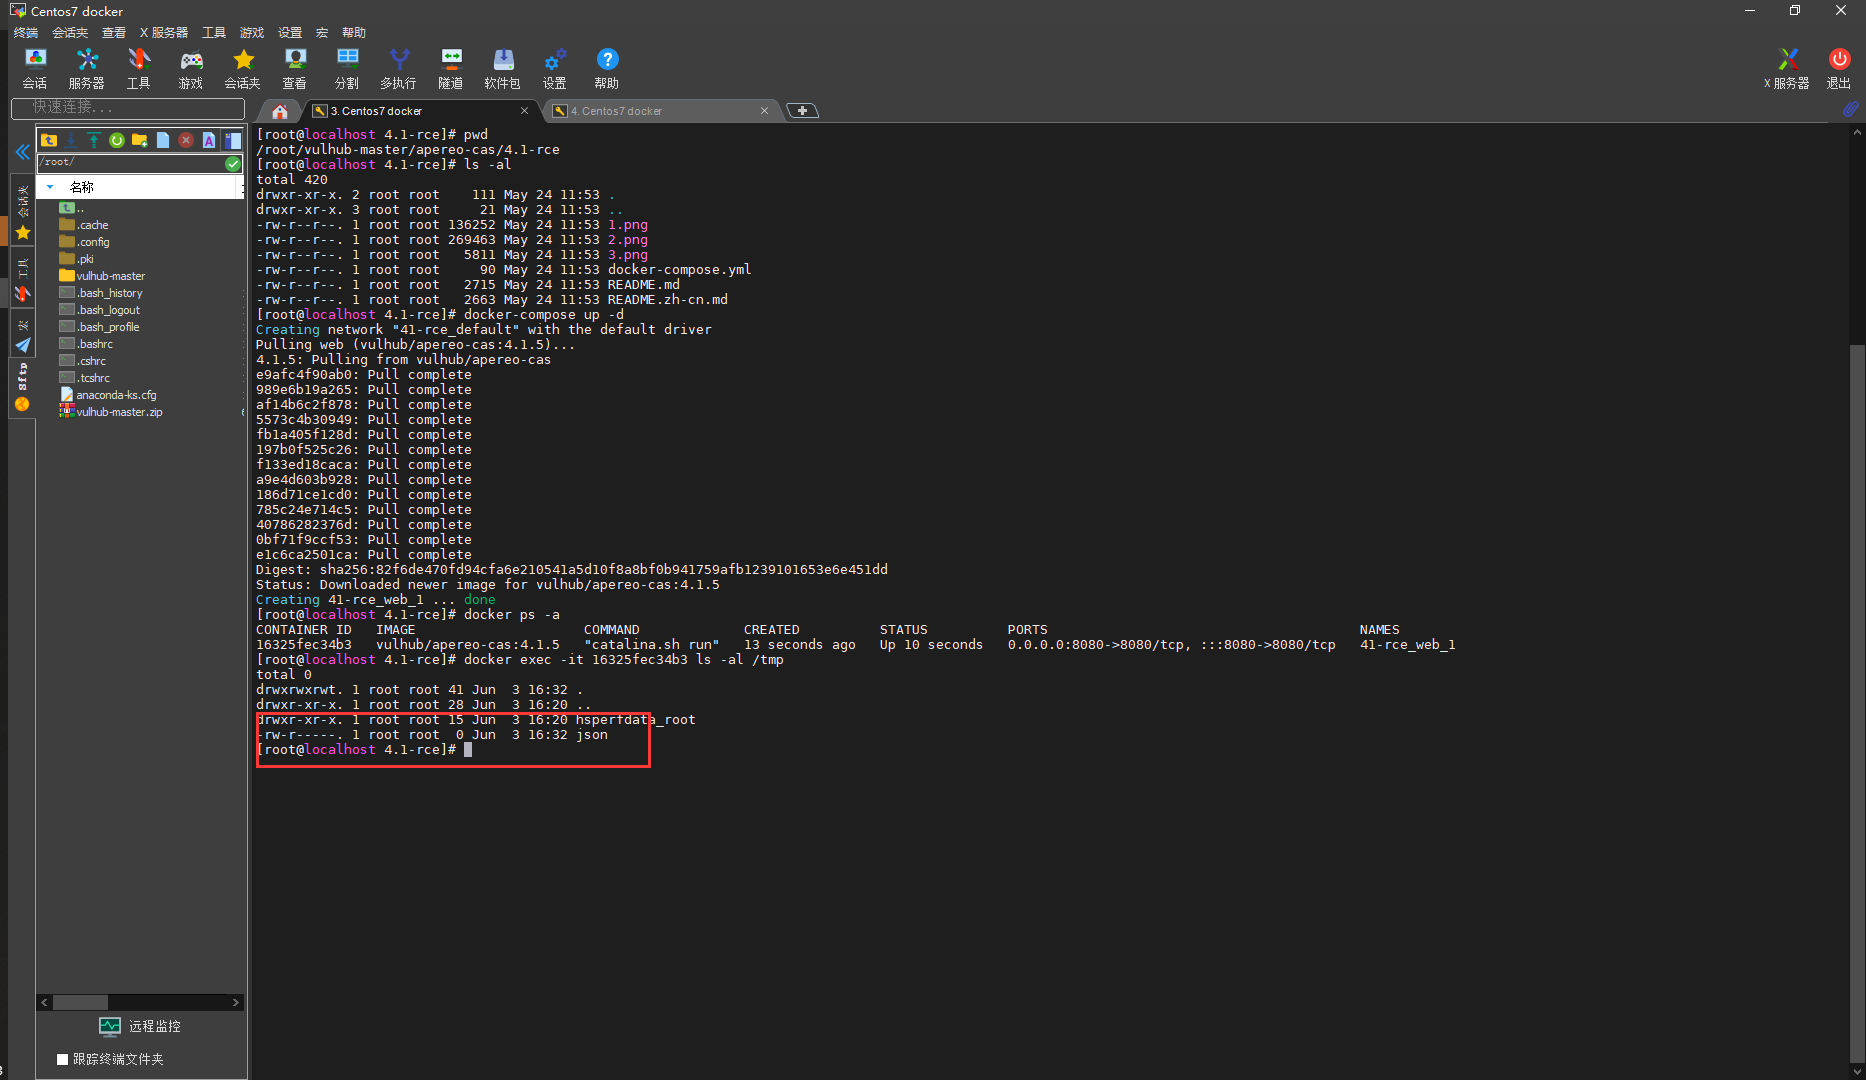 Centos7 docker
终端 会话夹 查看 X 服务器 工具 游戏 设置 宏 帮助
会话 服务器 工具 游戏 会话夹 查看 分割 多执行 隧道 软件包 设置 帮助 X 服务器 退出
快速连接...
3. Centos7 docker
4. Centos7 docker
/root/
名称
..
.cache
.config
.pki
vulhub-master
.bash_history
.bash_logout
.bash_profile
.bashrc
.cshrc
.tcshrc
anaconda-ks.cfg
vulhub-master.zip
会话夹
工具
宏
Sftp
远程监控
跟踪终端文件夹
[root@localhost 4.1-rce]# pwd
/root/vulhub-master/apereo-cas/4.1-rce
[root@localhost 4.1-rce]# ls -al
total 420
drwxr-xr-x. 2 root root    111 May 24 11:53 .
drwxr-xr-x. 3 root root     21 May 24 11:53 ..
-rw-r--r--. 1 root root 136252 May 24 11:53 1.png
-rw-r--r--. 1 root root 269463 May 24 11:53 2.png
-rw-r--r--. 1 root root   5811 May 24 11:53 3.png
-rw-r--r--. 1 root root     90 May 24 11:53 docker-compose.yml
-rw-r--r--. 1 root root   2715 May 24 11:53 README.md
-rw-r--r--. 1 root root   2663 May 24 11:53 README.zh-cn.md
[root@localhost 4.1-rce]# docker-compose up -d
Creating network "41-rce_default" with the default driver
Pulling web (vulhub/apereo-cas:4.1.5)...
4.1.5: Pulling from vulhub/apereo-cas
e9afc4f90ab0: Pull complete
989e6b19a265: Pull complete
af14b6c2f878: Pull complete
5573c4b30949: Pull complete
fb1a405f128d: Pull complete
197b0f525c26: Pull complete
f133ed18caca: Pull complete
a9e4d603b928: Pull complete
186d71ce1cd0: Pull complete
785c24e714c5: Pull complete
40786282376d: Pull complete
0bf71f9ccf53: Pull complete
e1c6ca2501ca: Pull complete
Digest: sha256:82f6de470fd94cfa6e210541a5d10f8a8bf0b941759afb1239101653e6e451dd
Status: Downloaded newer image for vulhub/apereo-cas:4.1.5
Creating 41-rce_web_1 ... done
[root@localhost 4.1-rce]# docker ps -a
CONTAINER ID   IMAGE                     COMMAND             CREATED          STATUS          PORTS                                       NAMES
16325fec34b3   vulhub/apereo-cas:4.1.5   "catalina.sh run"   13 seconds ago   Up 10 seconds   0.0.0.0:8080->8080/tcp, :::8080->8080/tcp   41-rce_web_1
[root@localhost 4.1-rce]# docker exec -it 16325fec34b3 ls -al /tmp
total 0
drwxrwxrwt. 1 root root 41 Jun  3 16:32 .
drwxr-xr-x. 1 root root 28 Jun  3 16:20 ..
drwxr-xr-x. 1 root root 15 Jun  3 16:20 hsperfdata_root
-rw-r-----. 1 root root  0 Jun  3 16:32 json
[root@localhost 4.1-rce]#